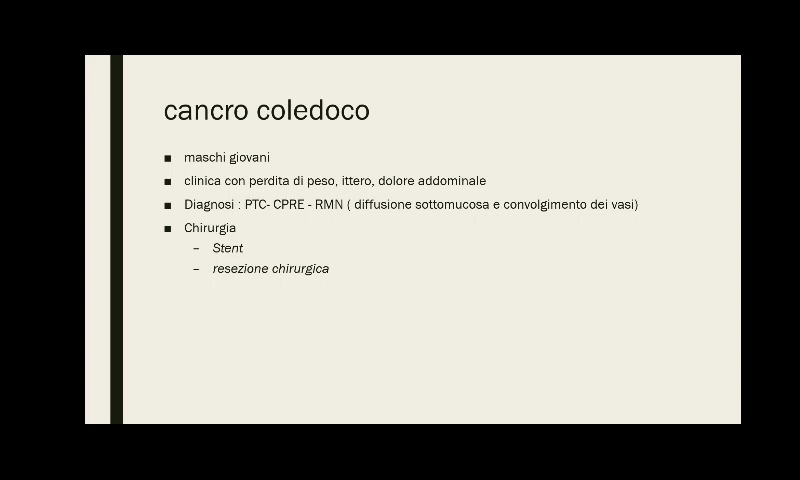 cancro coledoco
■ maschi giovani
■ clinica con perdita di peso, ittero, dolore addominale
■ Diagnosi : PTC- CPRE - RMN ( diffusione sottomucosa e convolgimento dei vasi)
■ Chirurgia
– Stent
– resezione chirurgica